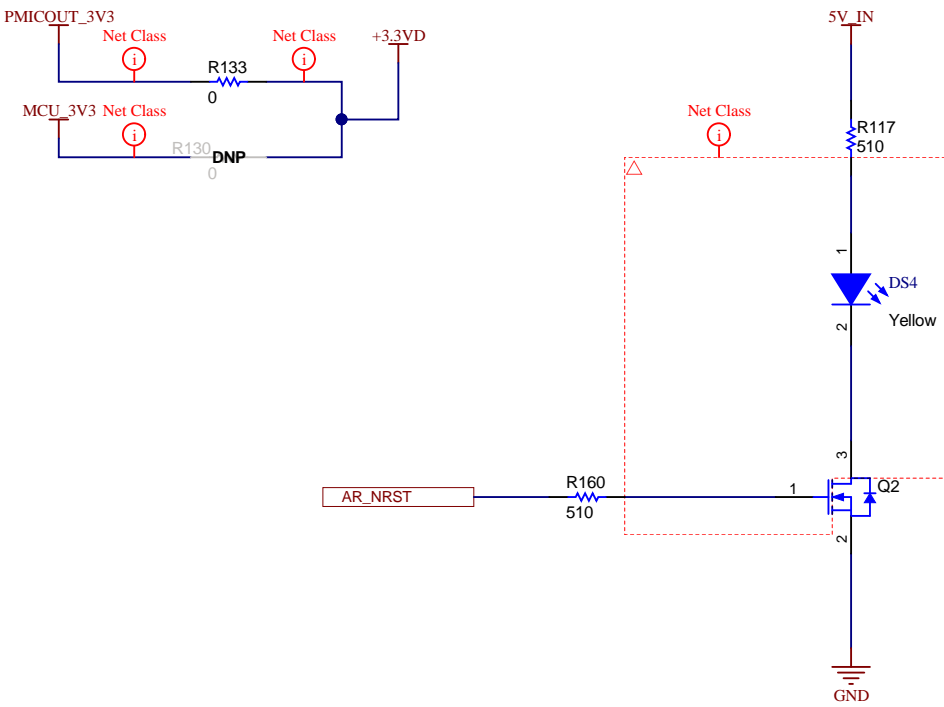 PMICOUT_3V3
Net Class
Net Class
+3.3VD
5V_IN
i
i
R133
0
MCU_3V3
Net Class
Net Class
i
i
R117
510
R130
DNP
0
1
DS4
Yellow
2
3
AR_NRST
R160
510
1
Q2
2
GND